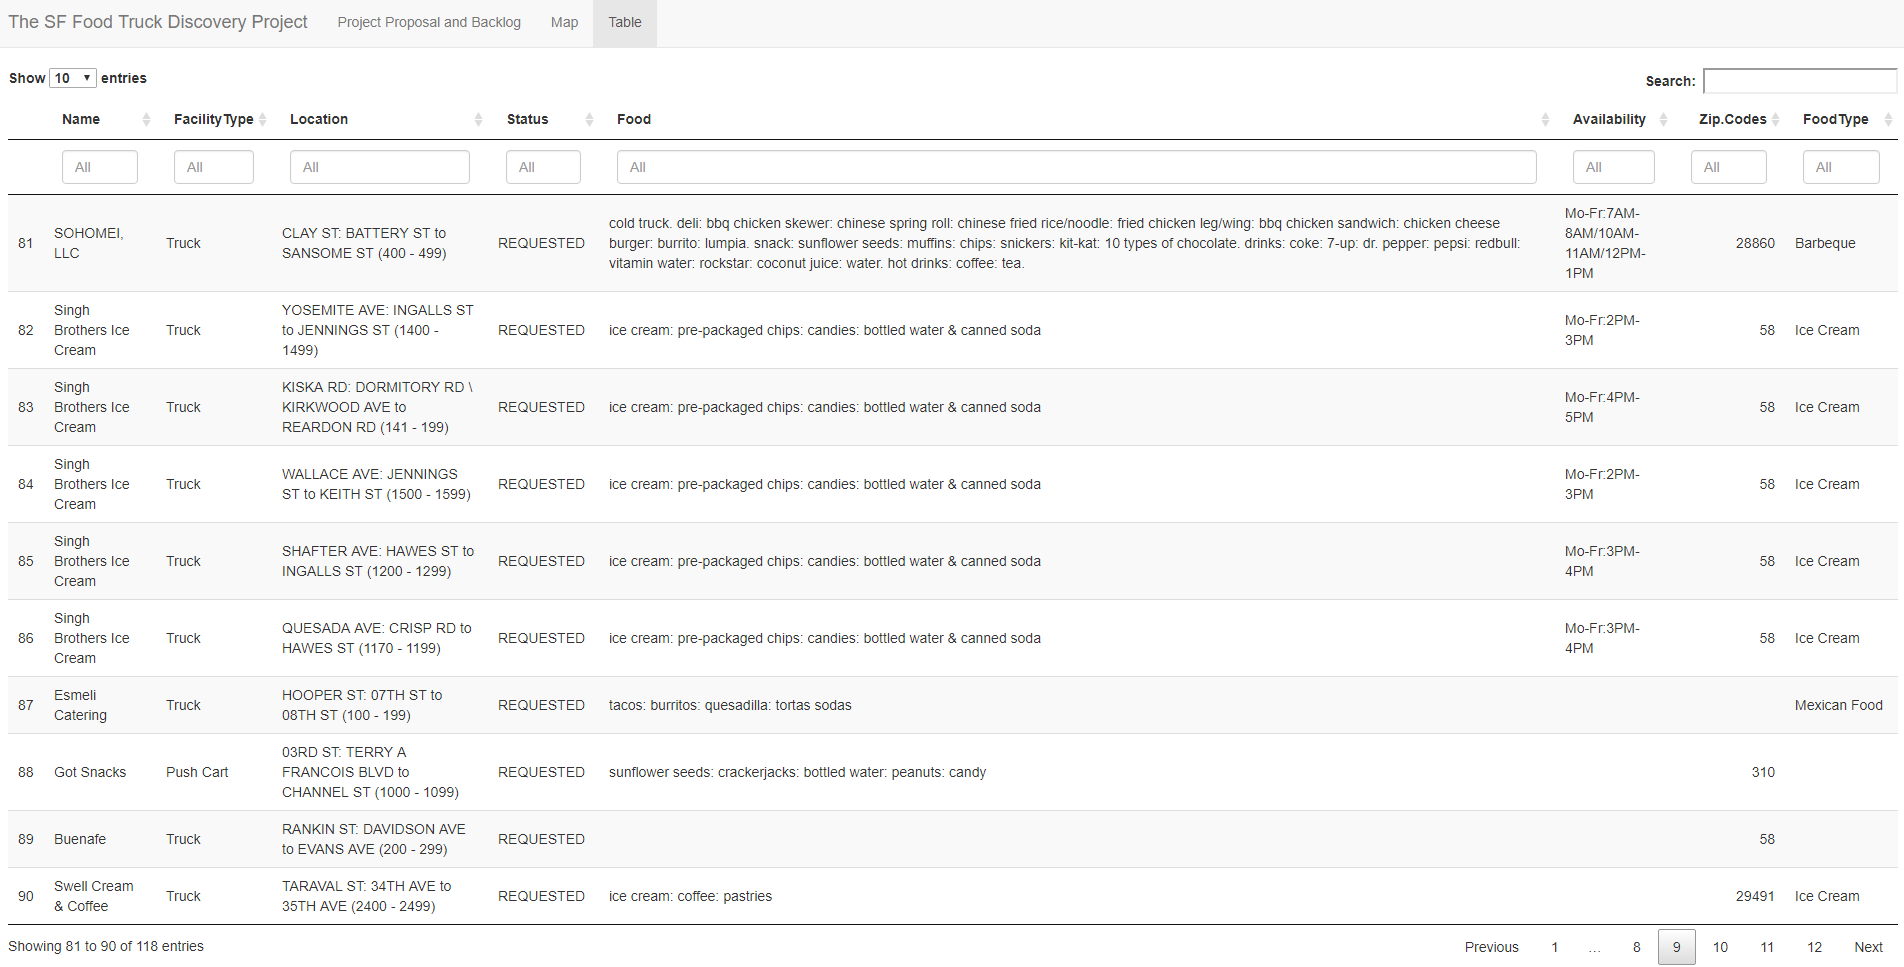 The SF Food Truck Discovery Project Project Proposal and Backlog Map Table
Show 10 entries
Search:
Name FacilityType Location Status Food Availability Zip.Codes FoodType
All All All All All All All All
81 SOHOMEI, LLC Truck CLAY ST: BATTERY ST to SANSOME ST (400 - 499) REQUESTED cold truck. deli: bbq chicken skewer: chinese spring roll: chinese fried rice/noodle: fried chicken leg/wing: bbq chicken sandwich: chicken cheese burger: burrito: lumpia. snack: sunflower seeds: muffins: chips: snickers: kit-kat: 10 types of chocolate. drinks: coke: 7-up: dr. pepper: pepsi: redbull: vitamin water: rockstar: coconut juice: water. hot drinks: coffee: tea. Mo-Fr:7AM-8AM/10AM-11AM/12PM-1PM 28860 Barbeque
82 Singh Brothers Ice Cream Truck YOSEMITE AVE: INGALLS ST to JENNINGS ST (1400 - 1499) REQUESTED ice cream: pre-packaged chips: candies: bottled water & canned soda Mo-Fr:2PM-3PM 58 Ice Cream
83 Singh Brothers Ice Cream Truck KISKA RD: DORMITORY RD \ KIRKWOOD AVE to REARDON RD (141 - 199) REQUESTED ice cream: pre-packaged chips: candies: bottled water & canned soda Mo-Fr:4PM-5PM 58 Ice Cream
84 Singh Brothers Ice Cream Truck WALLACE AVE: JENNINGS ST to KEITH ST (1500 - 1599) REQUESTED ice cream: pre-packaged chips: candies: bottled water & canned soda Mo-Fr:2PM-3PM 58 Ice Cream
85 Singh Brothers Ice Cream Truck SHAFTER AVE: HAWES ST to INGALLS ST (1200 - 1299) REQUESTED ice cream: pre-packaged chips: candies: bottled water & canned soda Mo-Fr:3PM-4PM 58 Ice Cream
86 Singh Brothers Ice Cream Truck QUESADA AVE: CRISP RD to HAWES ST (1170 - 1199) REQUESTED ice cream: pre-packaged chips: candies: bottled water & canned soda Mo-Fr:3PM-4PM 58 Ice Cream
87 Esmeli Catering Truck HOOPER ST: 07TH ST to 08TH ST (100 - 199) REQUESTED tacos: burritos: quesadilla: tortas sodas Mexican Food
88 Got Snacks Push Cart 03RD ST: TERRY A FRANCOIS BLVD to CHANNEL ST (1000 - 1099) REQUESTED sunflower seeds: crackerjacks: bottled water: peanuts: candy 310
89 Buenafe Truck RANKIN ST: DAVIDSON AVE to EVANS AVE (200 - 299) REQUESTED 58
90 Swell Cream & Coffee Truck TARAVAL ST: 34TH AVE to 35TH AVE (2400 - 2499) REQUESTED ice cream: coffee: pastries 29491 Ice Cream
Showing 81 to 90 of 118 entries
Previous 1 … 8 9 10 11 12 Next